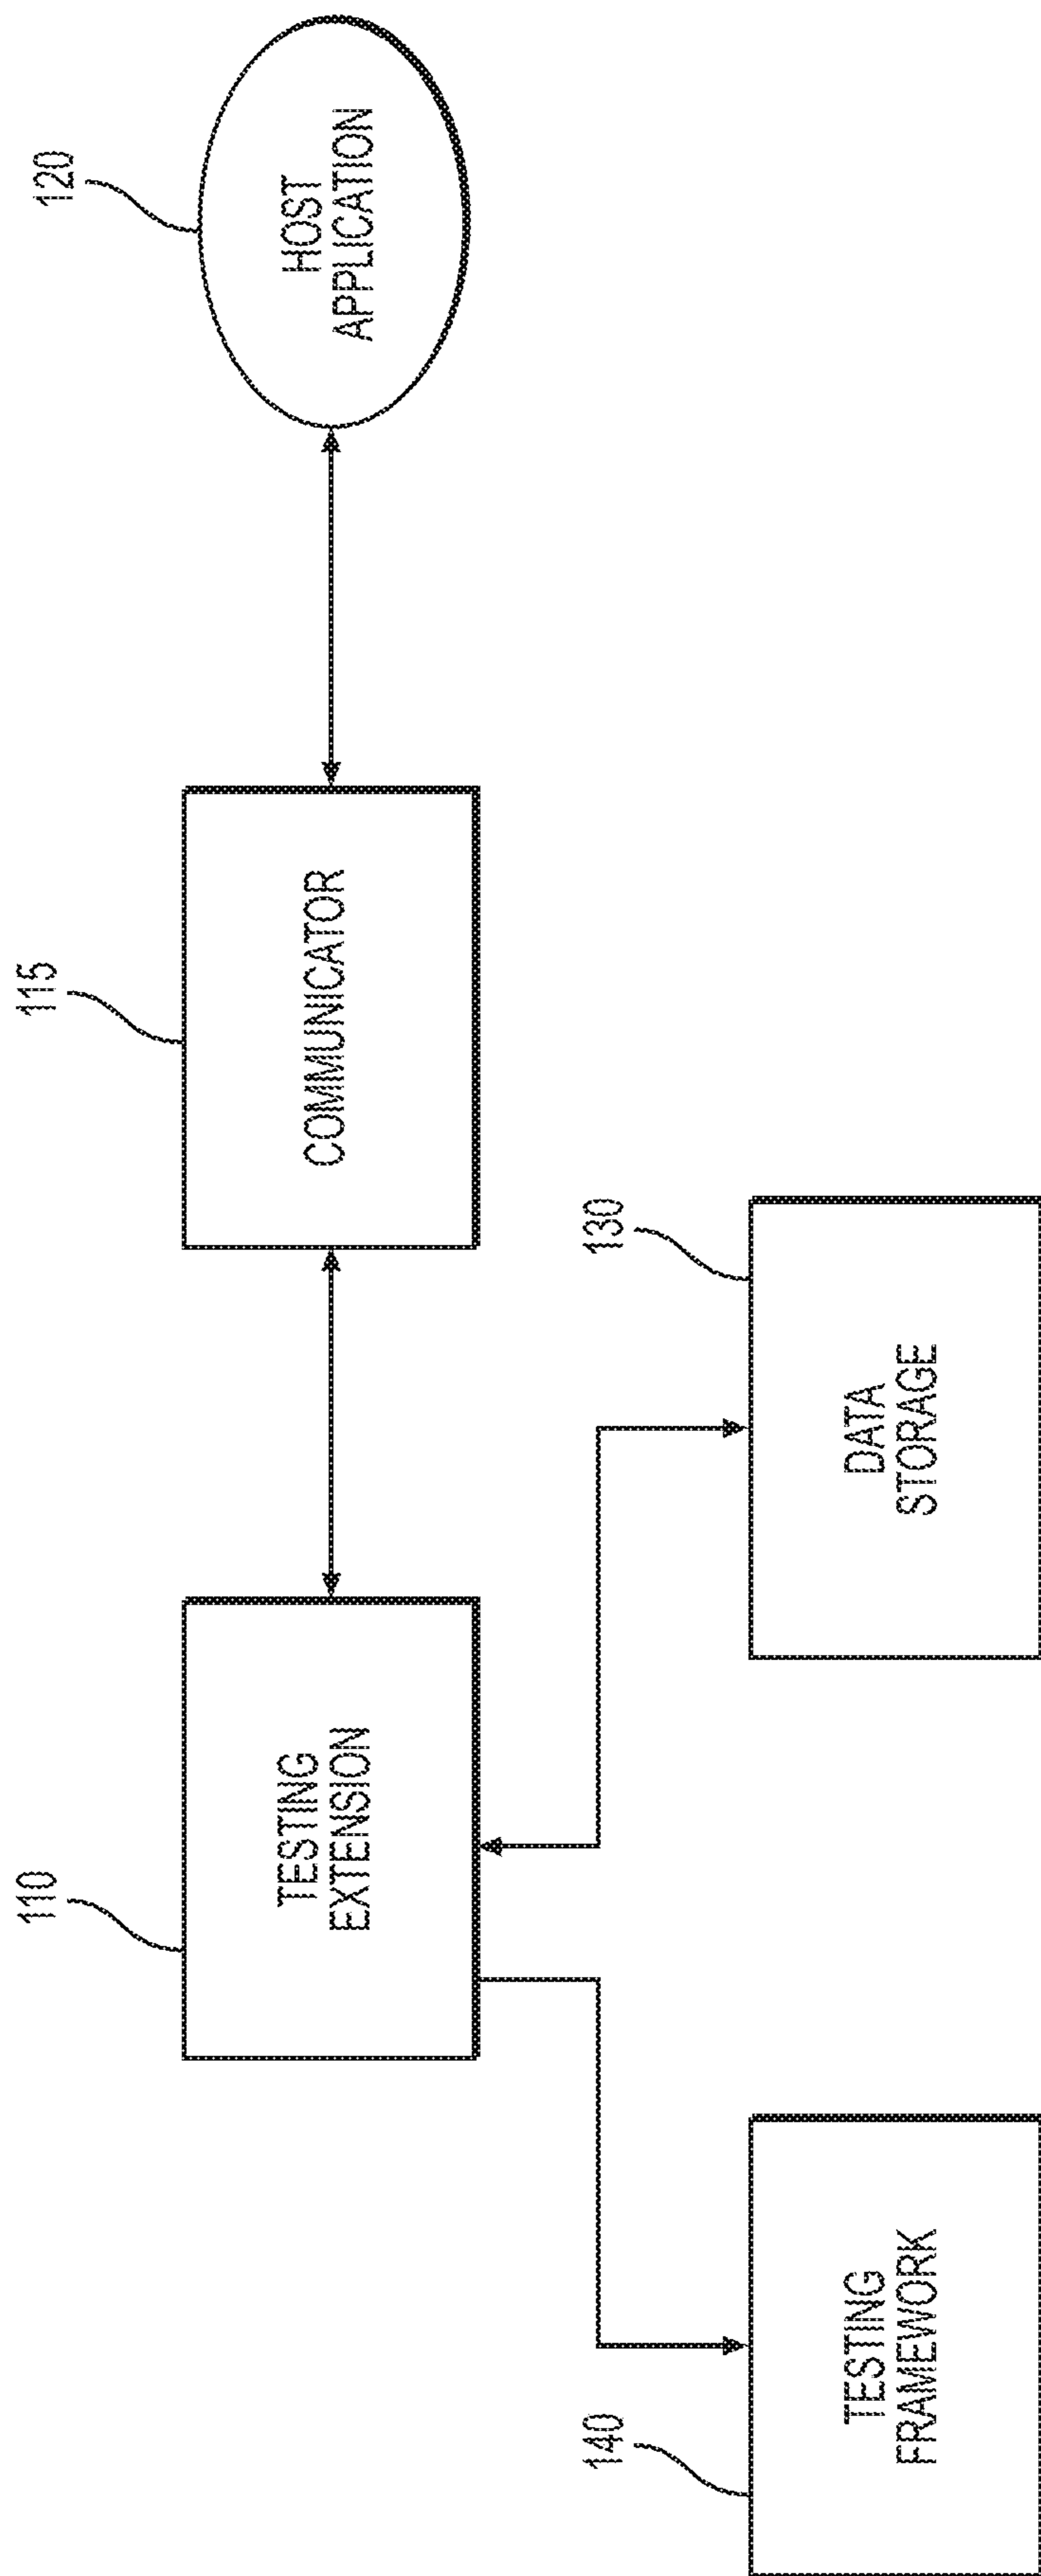 110
TESTING
EXTENSION
115
COMMUNICATOR
120
HOST
APPLICATION
140
TESTING
FRAMEWORK
130
DATA
STORAGE